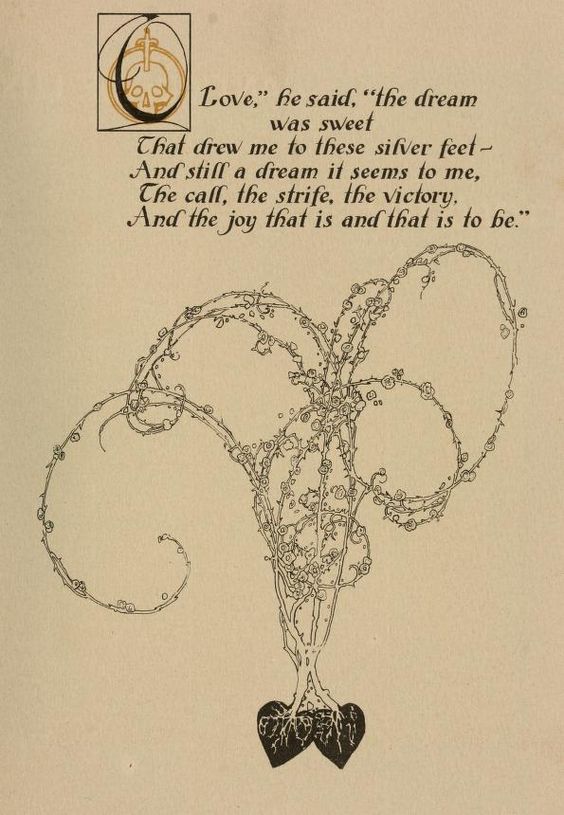 O Love,” he said, “the dream
was sweet
That drew me to these silver feet—
And still a dream it seems to me,
The call, the strife, the victory,
And the joy that is and that is to be.”